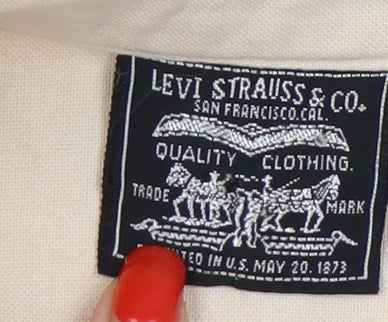 LEVI STRAUSS & CO.
SAN FRANCISCO.CAL.
QUALITY CLOTHING.
TRADE MARK
IN U.S. MAY 20. 1873